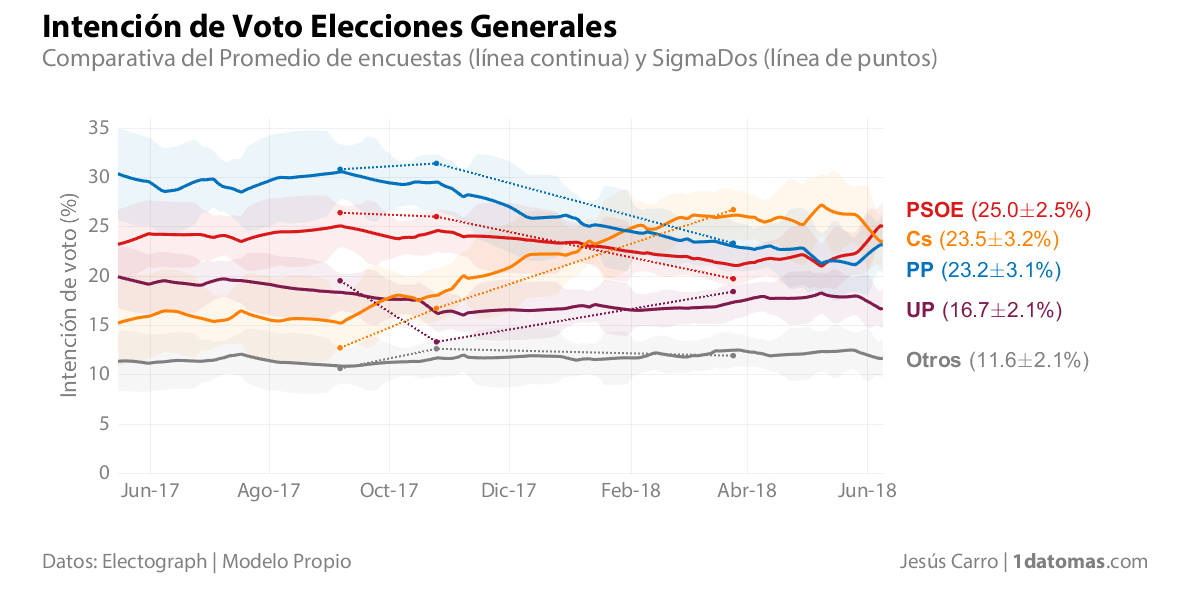 Intención de Voto Elecciones Generales
Comparativa del Promedio de encuestas (línea continua) y SigmaDos (línea de puntos)
Intención de voto (%)
35
30
25
20
15
10
5
0
Jun-17 Ago-17 Oct-17 Dic-17 Feb-18 Abr-18 Jun-18
PSOE (25.0±2.5%)
Cs (23.5±3.2%)
PP (23.2±3.1%)
UP (16.7±2.1%)
Otros (11.6±2.1%)
Datos: Electograph | Modelo Propio
Jesús Carro | 1datomas.com